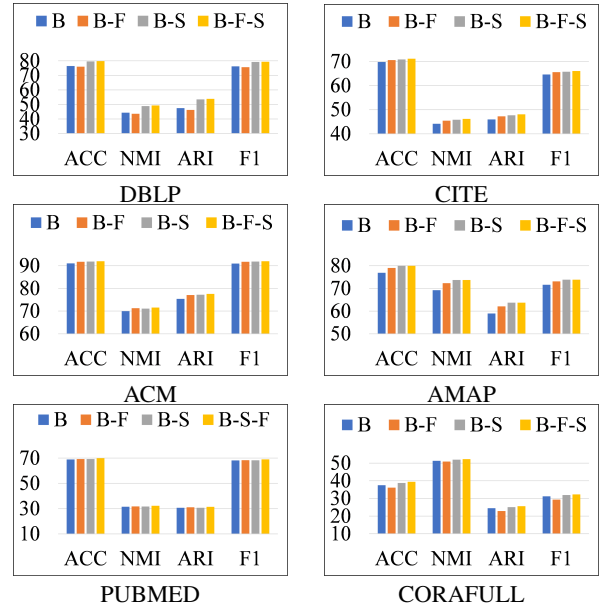 B B-F B-S B-F-S
80
70
60
50
40
30
ACC NMI ARI F1
DBLP
B B-F B-S B-F-S
70
60
50
40
ACC NMI ARI F1
CITE
B B-F B-S B-F-S
90
80
70
60
ACC NMI ARI F1
ACM
B B-F B-S B-F-S
80
70
60
50
ACC NMI ARI F1
AMAP
B B-F B-S B-S-F
70
50
30
10
ACC NMI ARI F1
PUBMED
B B-F B-S B-F-S
50
40
30
20
10
ACC NMI ARI F1
CORAFULL